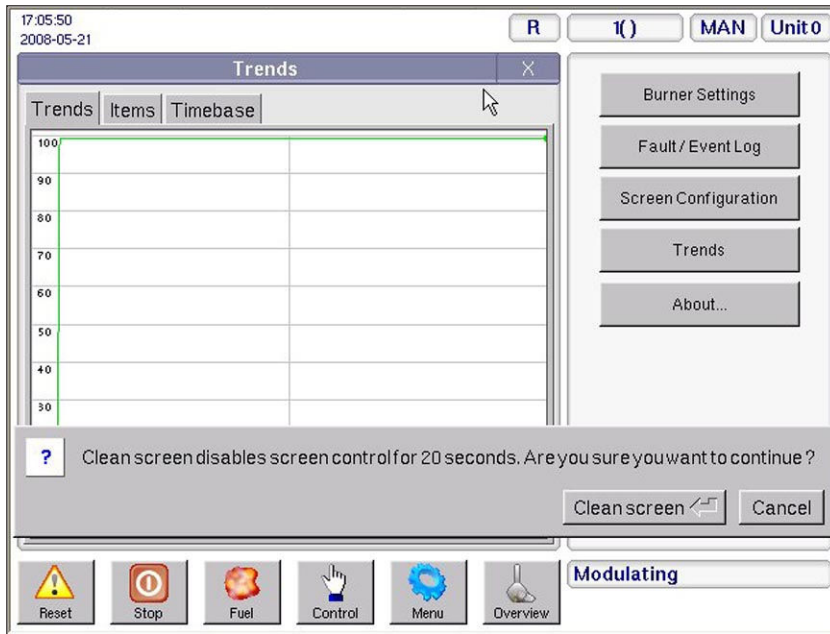 17:05:50
2008-05-21
R
1( )
MAN
Unit 0
Trends
X
Trends
Items
Timebase
100
90
80
70
60
50
40
30
Burner Settings
Fault / Event Log
Screen Configuration
Trends
About...
? Clean screen disables screen control for 20 seconds. Are you sure you want to continue ?
Clean screen
Cancel
Reset
Stop
Fuel
Control
Menu
Overview
Modulating